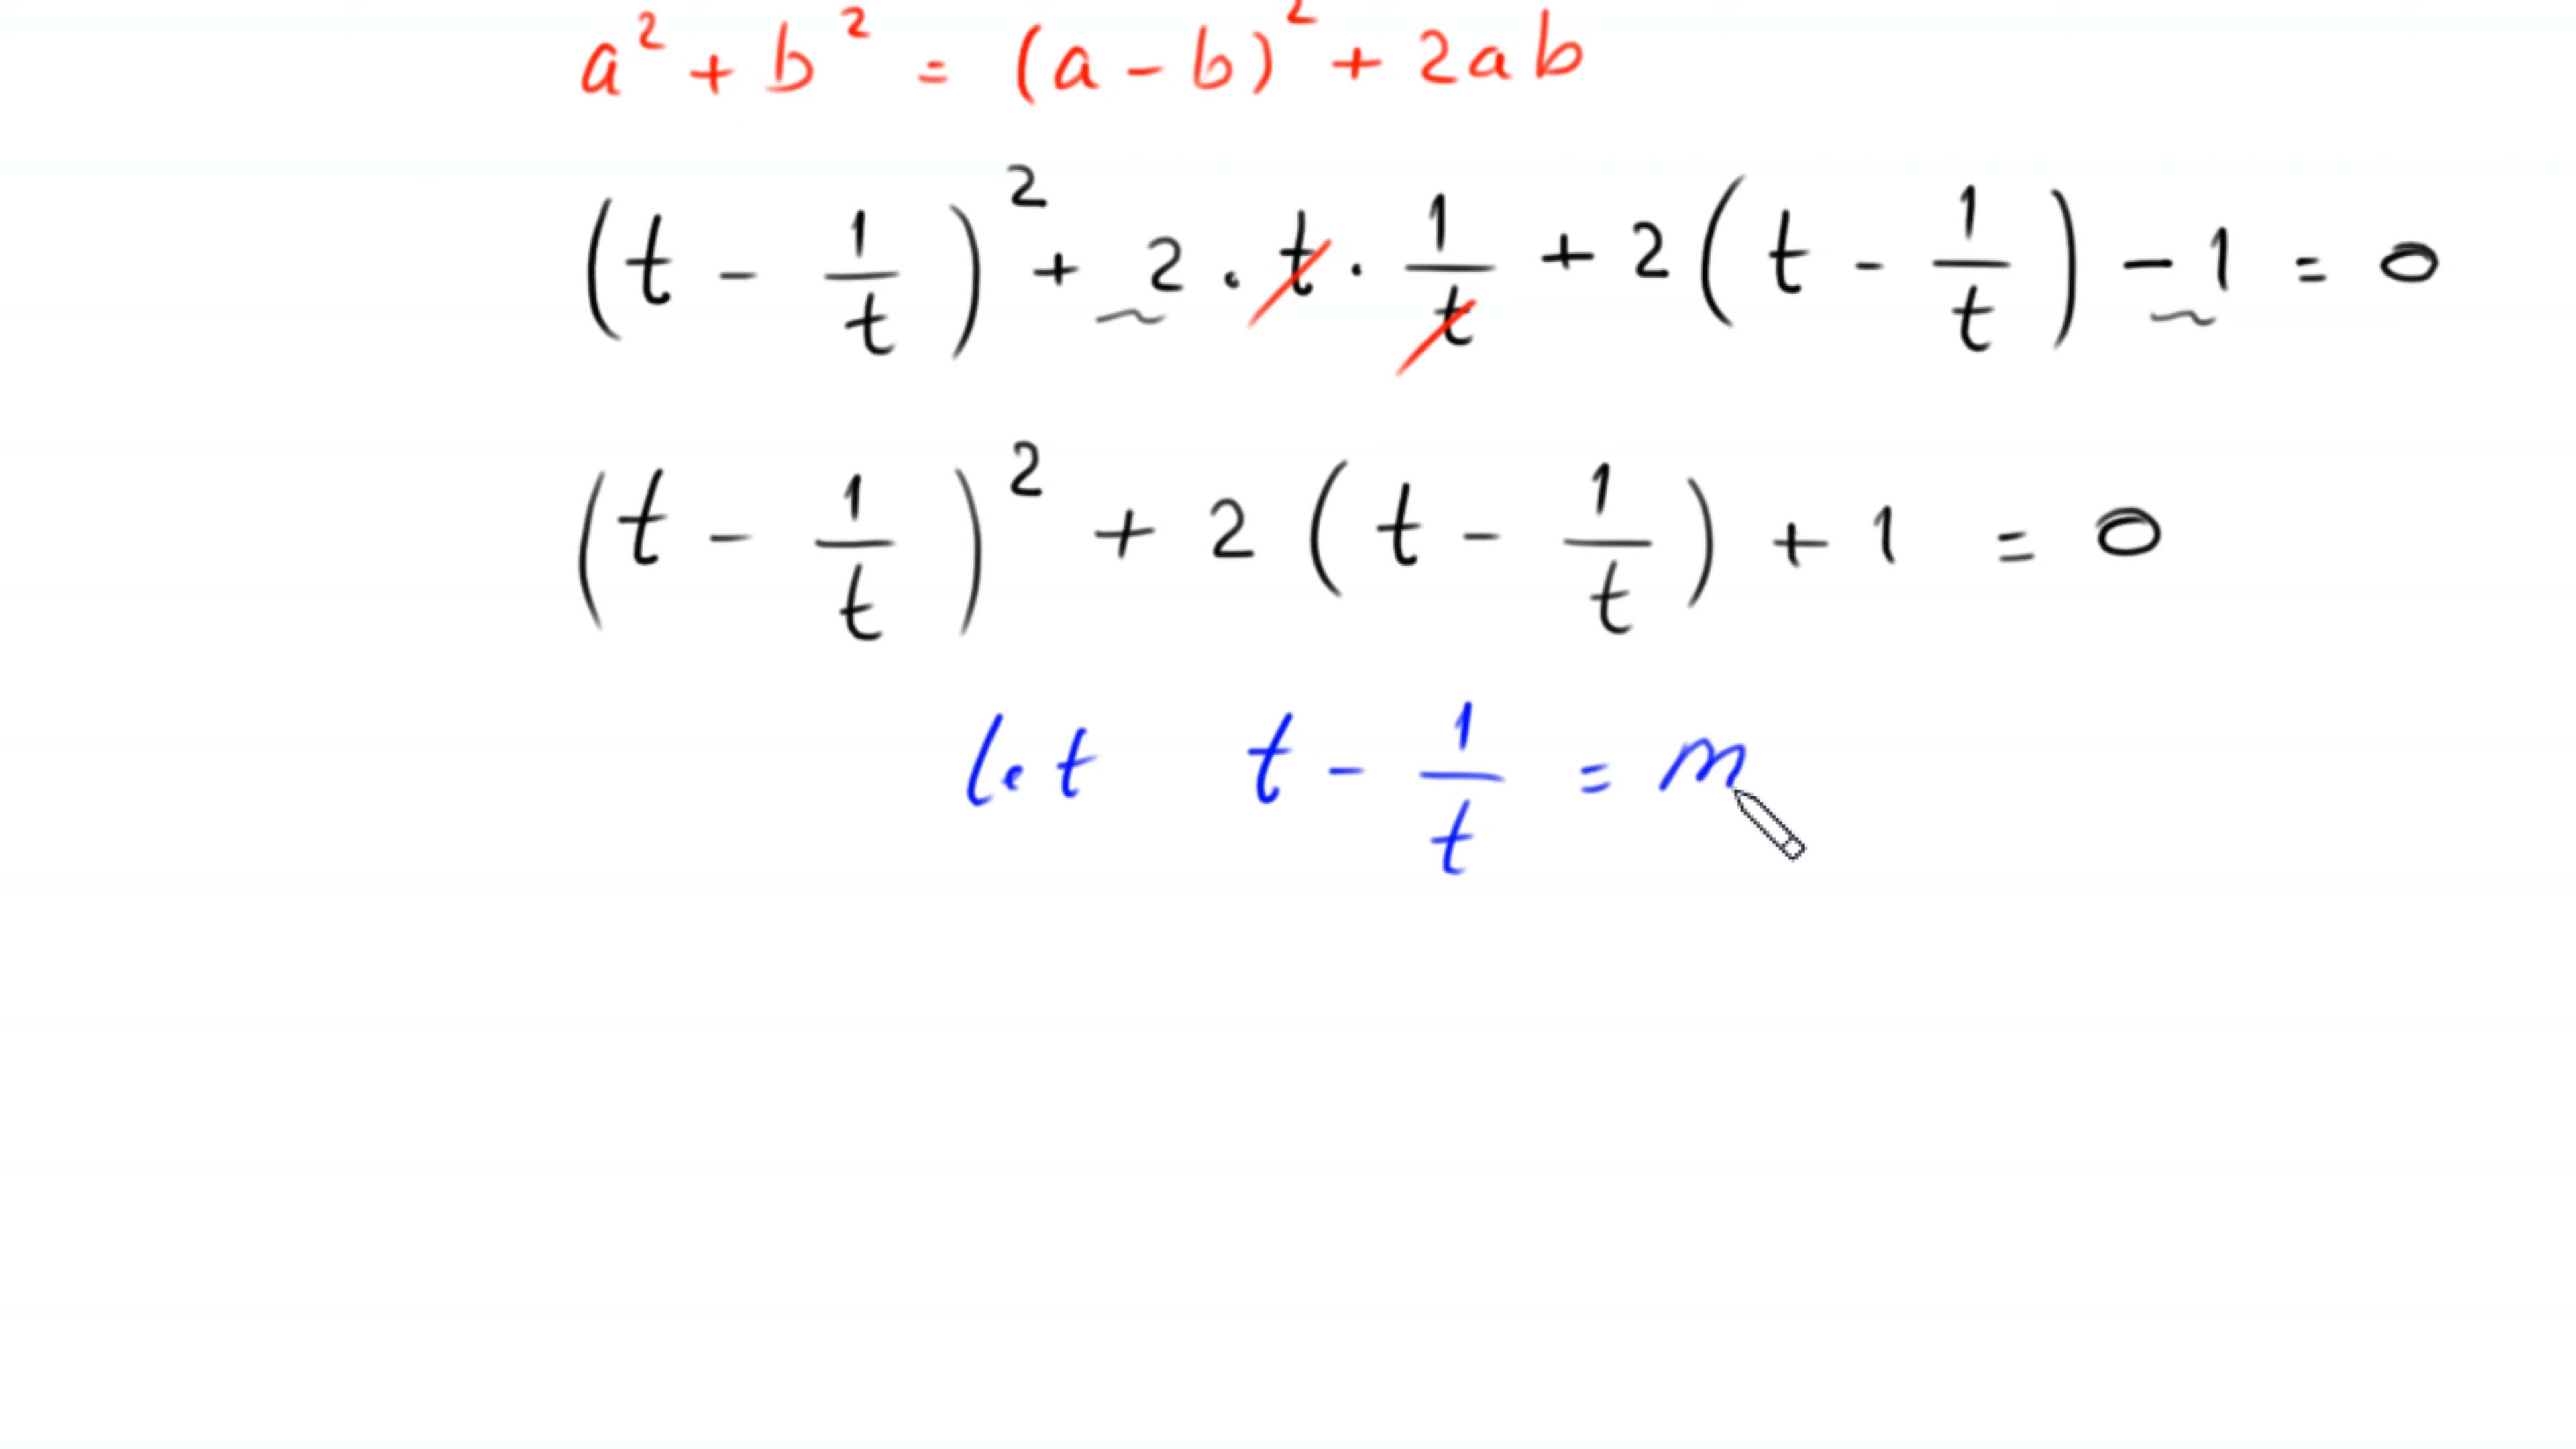 a² + b² = (a - b)² + 2ab
(t - 1/t)² + 2 · t · 1/t + 2(t - 1/t) - 1 = 0
(t - 1/t)² + 2(t - 1/t) + 1 = 0
let t - 1/t = m